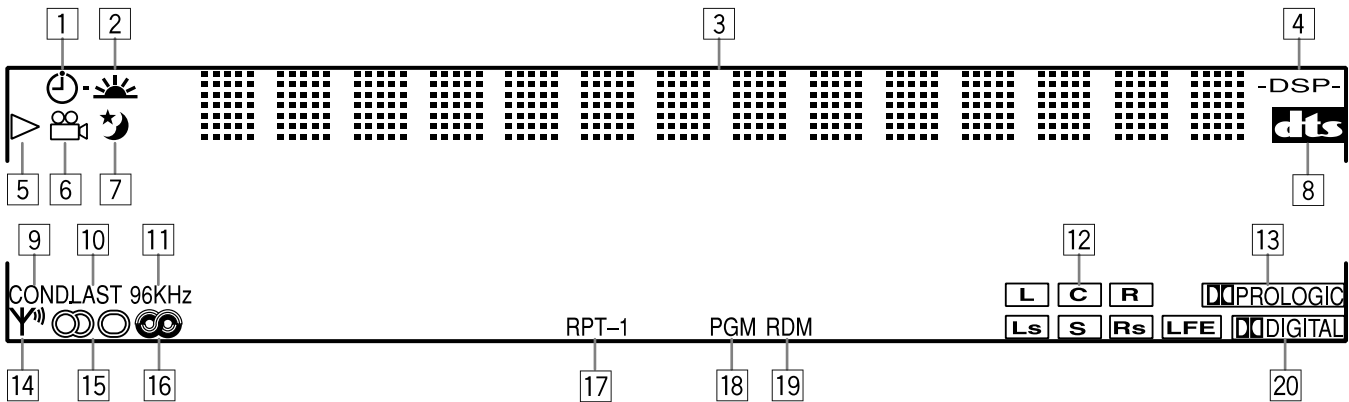 1 2 3 4
-DSP-
dts
5 6 7 8
9 10 11 12 13
COND. LAST 96KHz L C R PROLOGIC
RPT-1 PGM RDM Ls S Rs LFE DIGITAL
14 15 16 17 18 19 20